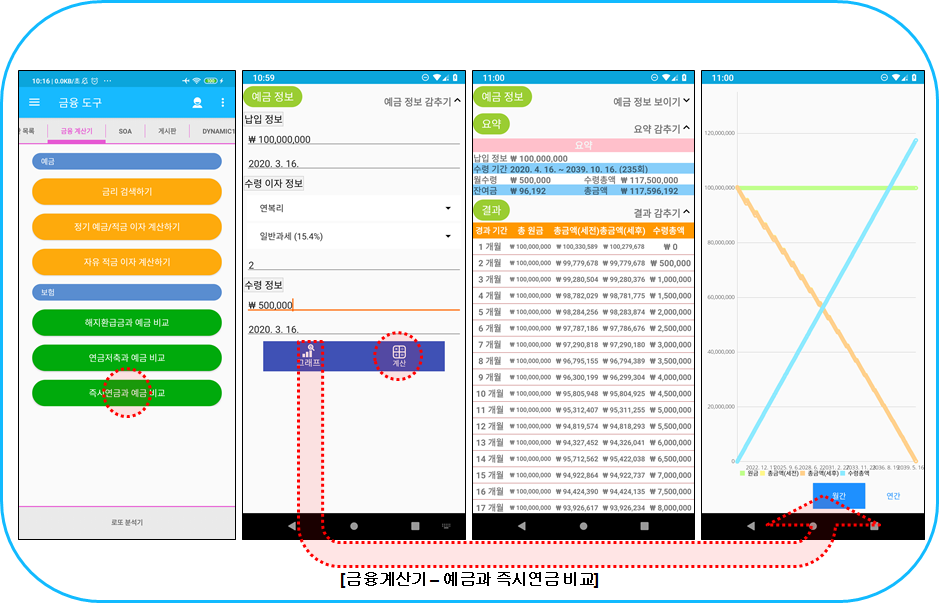 10:16 | 0.0KB/초
금융 도구
목록
금융 계산기
SOA
게시판
DYNAMIC1
예금
금리 검색하기
정기 예금/적금 이자 계산하기
자유 적금 이자 계산하기
보험
해지환급금과 예금 비교
연금저축과 예금 비교
즉시연금과 예금 비교
로또 분석기
10:59
예금 정보
예금 정보 감추기
납입 정보
₩ 100,000,000
2020. 3. 16.
수령 이자 정보
연복리
일반과세 (15.4%)
2
수령 정보
₩ 500,000
2020. 3. 16.
그래프 계산
11:00
예금 정보
예금 정보 보이기
요약
요약 감추기
요약
납입 정보 ₩ 100,000,000
수령 기간 2020. 4. 16. ~ 2039. 10. 16. (235회)
월수령 ₩ 500,000 수령총액 ₩ 117,500,000
잔여금 ₩ 96,192 총금액 ₩ 117,596,192
결과
결과 감추기
경과 기간 총 원금 총금액(세전) 총금액(세후) 수령총액
1 개월 ₩ 100,000,000 ₩ 100,330,589 ₩ 100,279,678 ₩ 0
2 개월 ₩ 100,000,000 ₩ 99,779,678 ₩ 99,779,678 ₩ 500,000
3 개월 ₩ 100,000,000 ₩ 99,280,504 ₩ 99,280,376 ₩ 1,000,000
4 개월 ₩ 100,000,000 ₩ 98,782,029 ₩ 98,781,775 ₩ 1,500,000
5 개월 ₩ 100,000,000 ₩ 98,284,256 ₩ 98,283,874 ₩ 2,000,000
6 개월 ₩ 100,000,000 ₩ 97,787,186 ₩ 97,786,676 ₩ 2,500,000
7 개월 ₩ 100,000,000 ₩ 97,290,818 ₩ 97,290,180 ₩ 3,000,000
8 개월 ₩ 100,000,000 ₩ 96,795,155 ₩ 96,794,389 ₩ 3,500,000
9 개월 ₩ 100,000,000 ₩ 96,300,199 ₩ 96,299,304 ₩ 4,000,000
10 개월 ₩ 100,000,000 ₩ 95,805,948 ₩ 95,804,925 ₩ 4,500,000
11 개월 ₩ 100,000,000 ₩ 95,312,407 ₩ 95,311,255 ₩ 5,000,000
12 개월 ₩ 100,000,000 ₩ 94,819,574 ₩ 94,818,293 ₩ 5,500,000
13 개월 ₩ 100,000,000 ₩ 94,327,452 ₩ 94,326,041 ₩ 6,000,000
14 개월 ₩ 100,000,000 ₩ 95,712,562 ₩ 95,422,038 ₩ 6,500,000
15 개월 ₩ 100,000,000 ₩ 94,922,864 ₩ 94,922,737 ₩ 7,000,000
16 개월 ₩ 100,000,000 ₩ 94,424,390 ₩ 94,424,135 ₩ 7,500,000
17 개월 ₩ 100,000,000 ₩ 93,926,617 ₩ 93,926,234 ₩ 8,000,000
11:00
120,000,000
100,000,000
80,000,000
60,000,000
40,000,000
20,000,000
0
원금 총금액(세전) 총금액(세후) 수령총액
월간 연간
[금융계산기 – 예금과 즉시연금 비교]